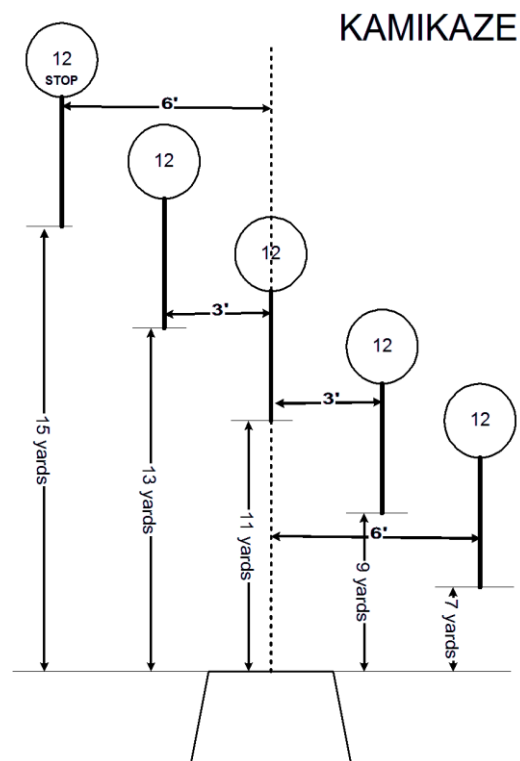 KAMIKAZE
12
STOP
6'
12
12
3'
12
3'
12
6'
15 yards
13 yards
11 yards
9 yards
7 yards